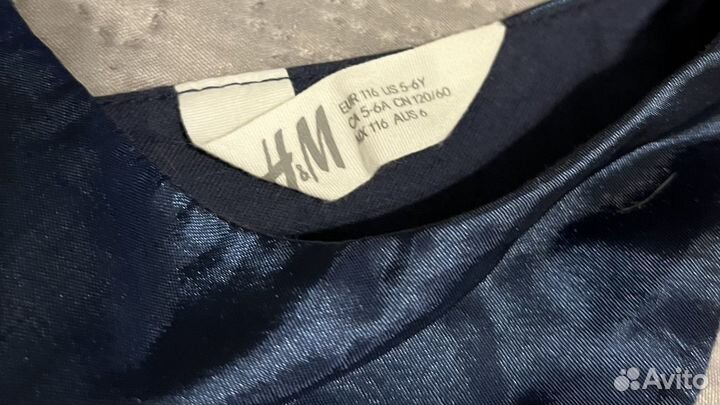 EUR 116 US 5-6Y
CA 5-6A CN 120/60
MX 116 AUS 6
H&M
Avito